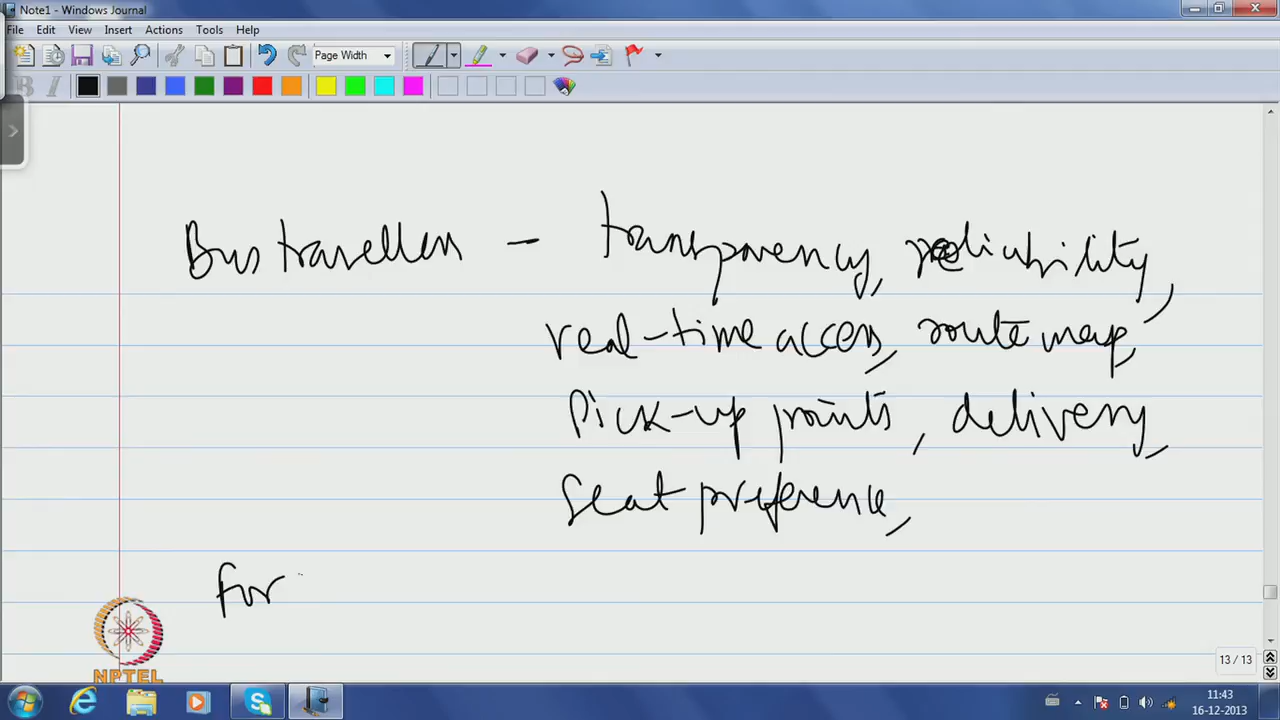 Note1 - Windows Journal
File Edit View Insert Actions Tools Help
Page Width
B I
Bus travellers - transparency, reliability,
real-time access, route map,
Pick-up points, delivery,
Seat preference,
For
NPTEL
13 / 13
11:43
16-12-2013